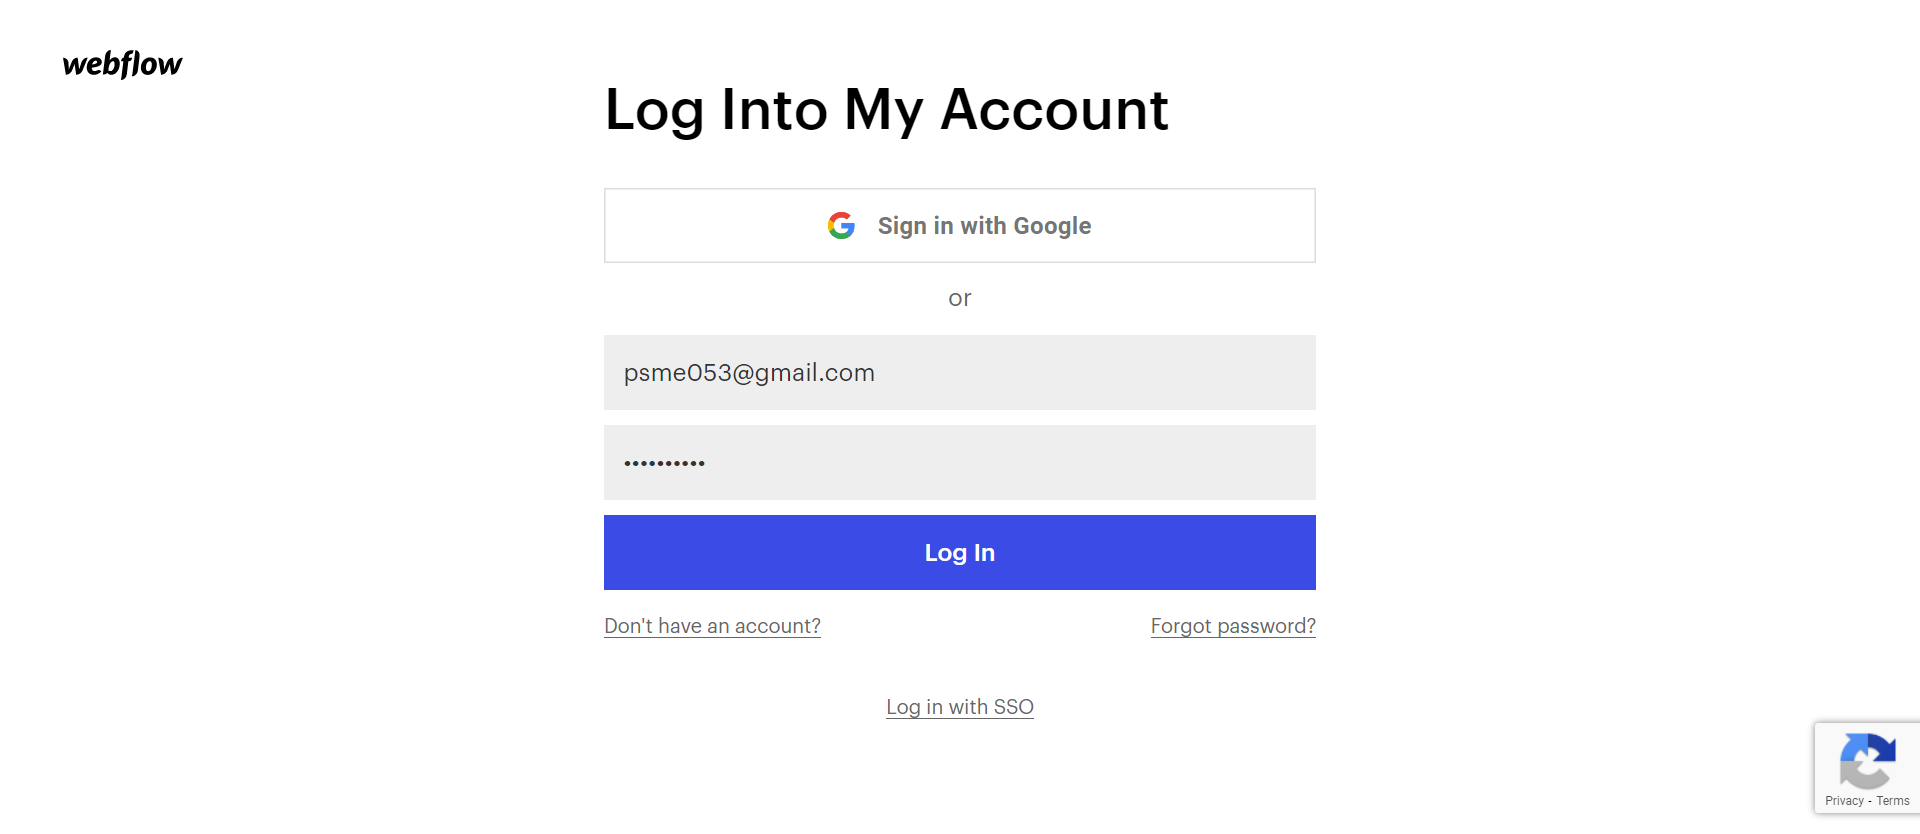 webflow
Log Into My Account
Sign in with Google
or
psme053@gmail.com
••••••••••
Log In
Don't have an account?
Forgot password?
Log in with SSO
Privacy - Terms